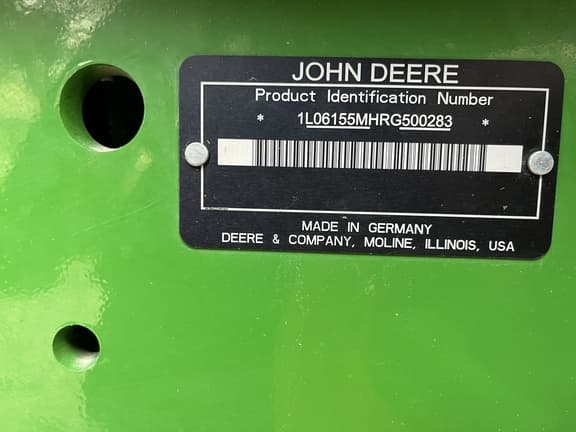 JOHN DEERE
Product Identification Number
* 1L06155MHRG500283 *
MADE IN GERMANY
DEERE & COMPANY, MOLINE, ILLINOIS, USA